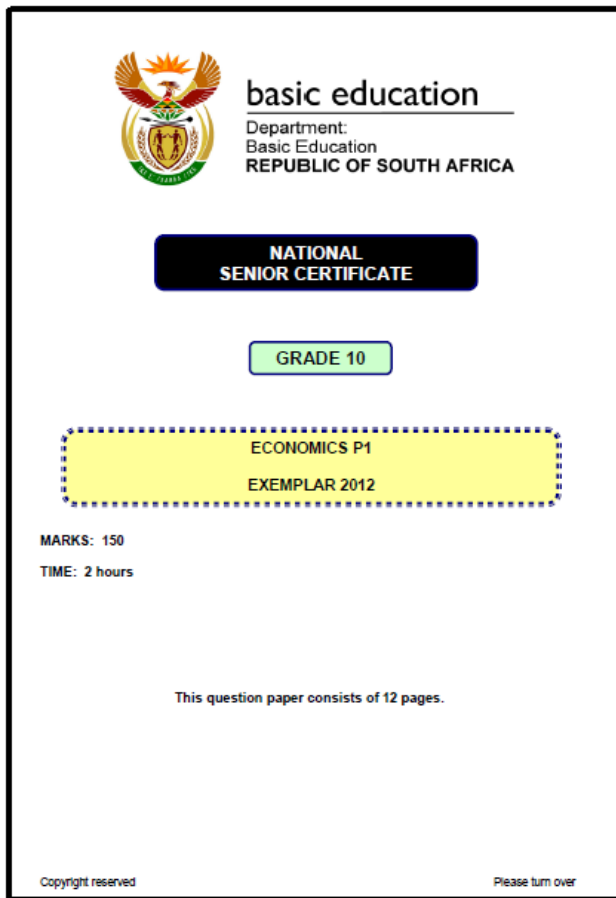 basic education
Department:
Basic Education
REPUBLIC OF SOUTH AFRICA
NATIONAL
SENIOR CERTIFICATE
GRADE 10
ECONOMICS P1
EXEMPLAR 2012
MARKS: 150
TIME: 2 hours
This question paper consists of 12 pages.
Copyright reserved
Please turn over